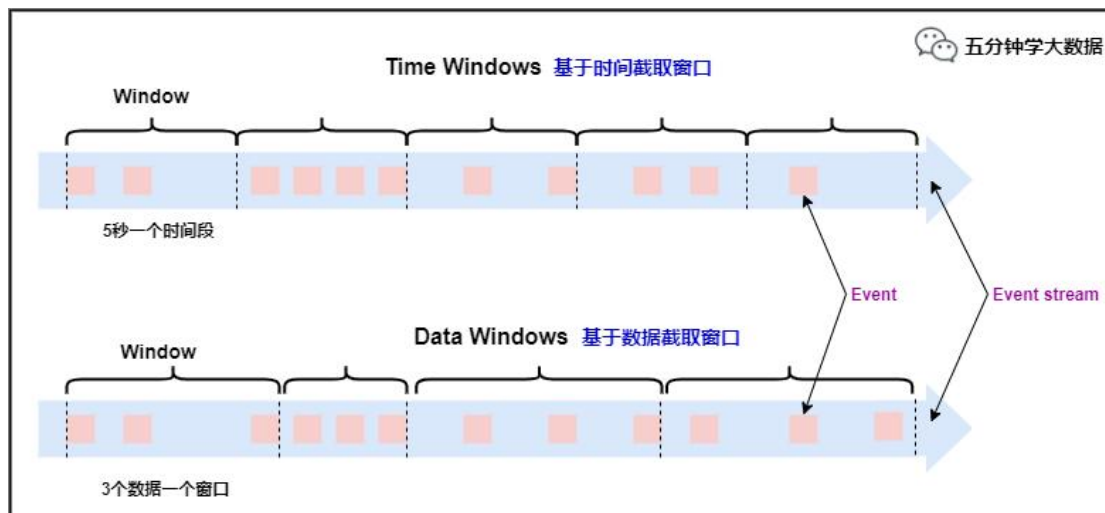 五分钟学大数据
Time Windows 基于时间截取窗口
Window
5秒一个时间段
Event
Event stream
Data Windows 基于数据截取窗口
Window
3个数据一个窗口